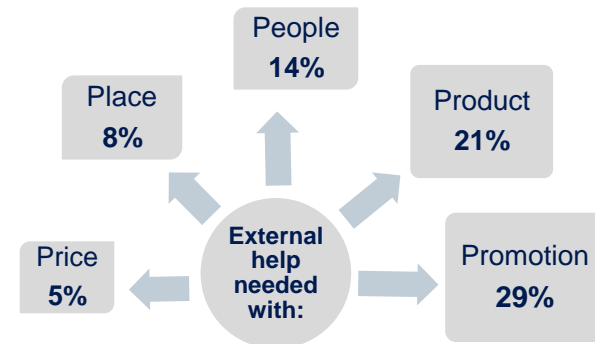 People
14%
Place
8%
Product
21%
Price
5%
External
help
needed
with:
Promotion
29%